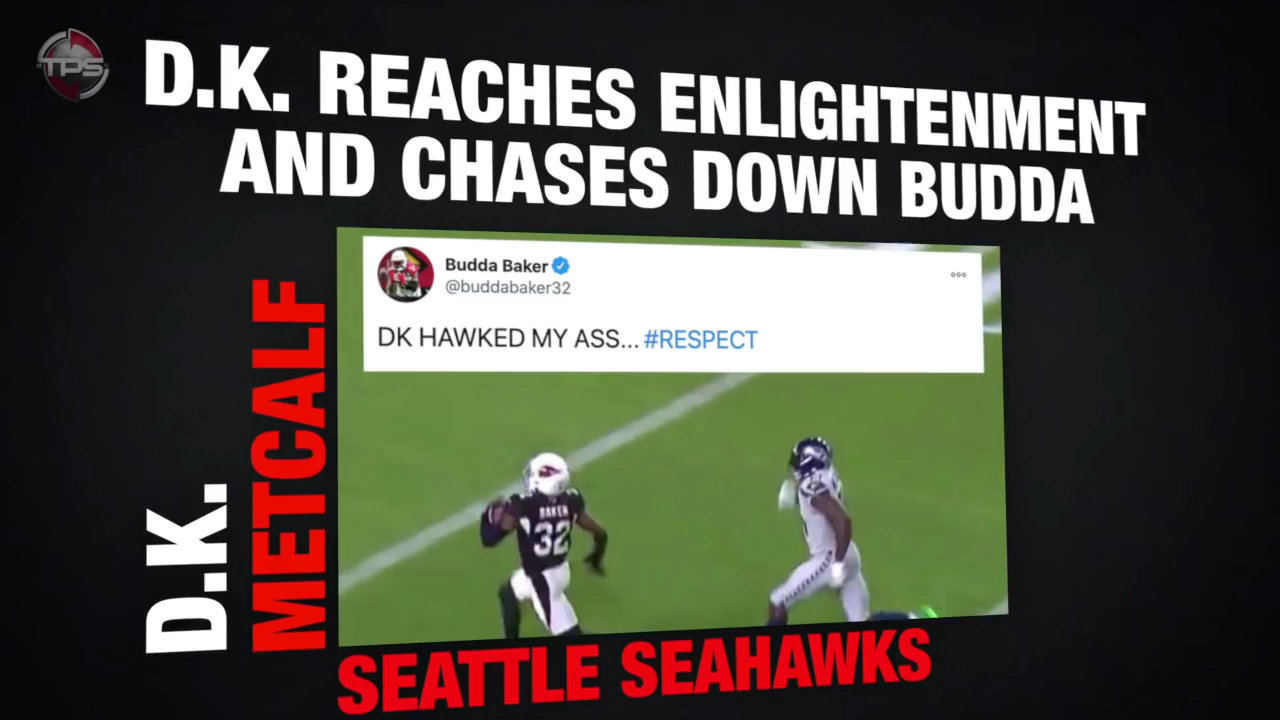 TPS
D.K. REACHES ENLIGHTENMENT
AND CHASES DOWN BUDDA
Budda Baker
@buddabaker32
DK HAWKED MY ASS... #RESPECT
BAKER
32
D.K.
METCALF
SEATTLE SEAHAWKS